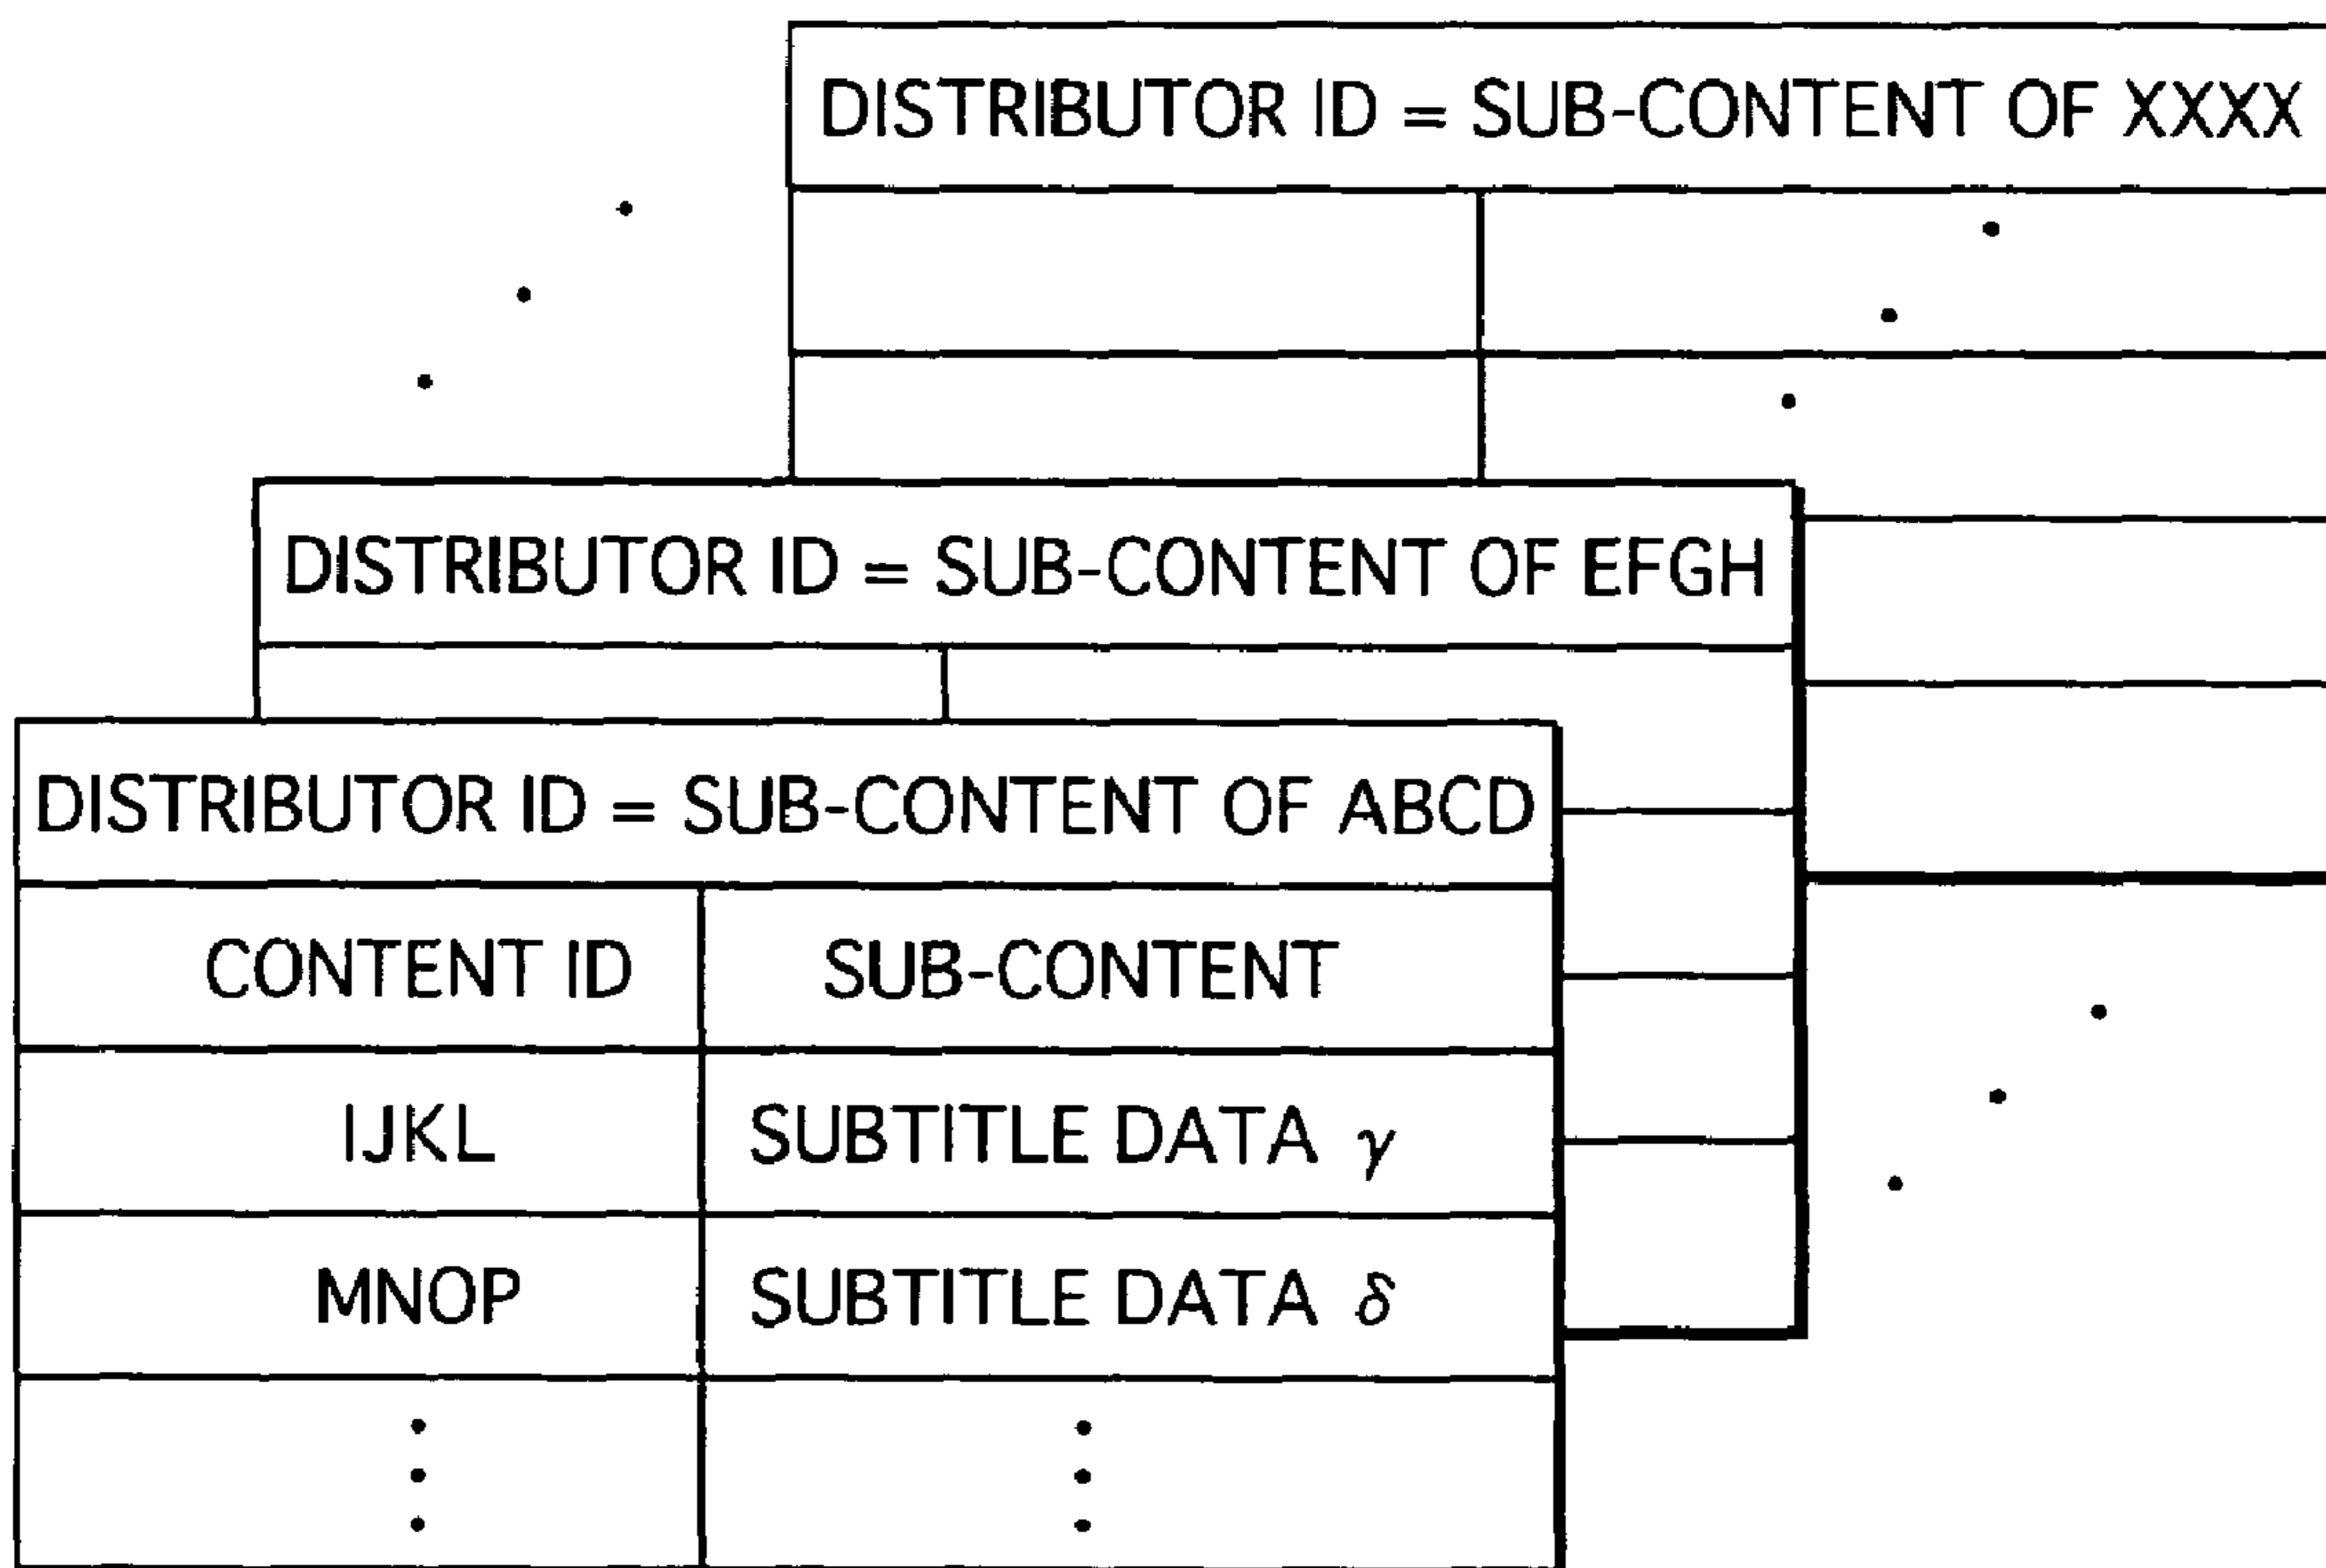 DISTRIBUTOR ID = SUB-CONTENT OF XXXX
DISTRIBUTOR ID = SUB-CONTENT OF EFGH
DISTRIBUTOR ID = SUB-CONTENT OF ABCD
CONTENT ID SUB-CONTENT
IJKL SUBTITLE DATA γ
MNOP SUBTITLE DATA δ